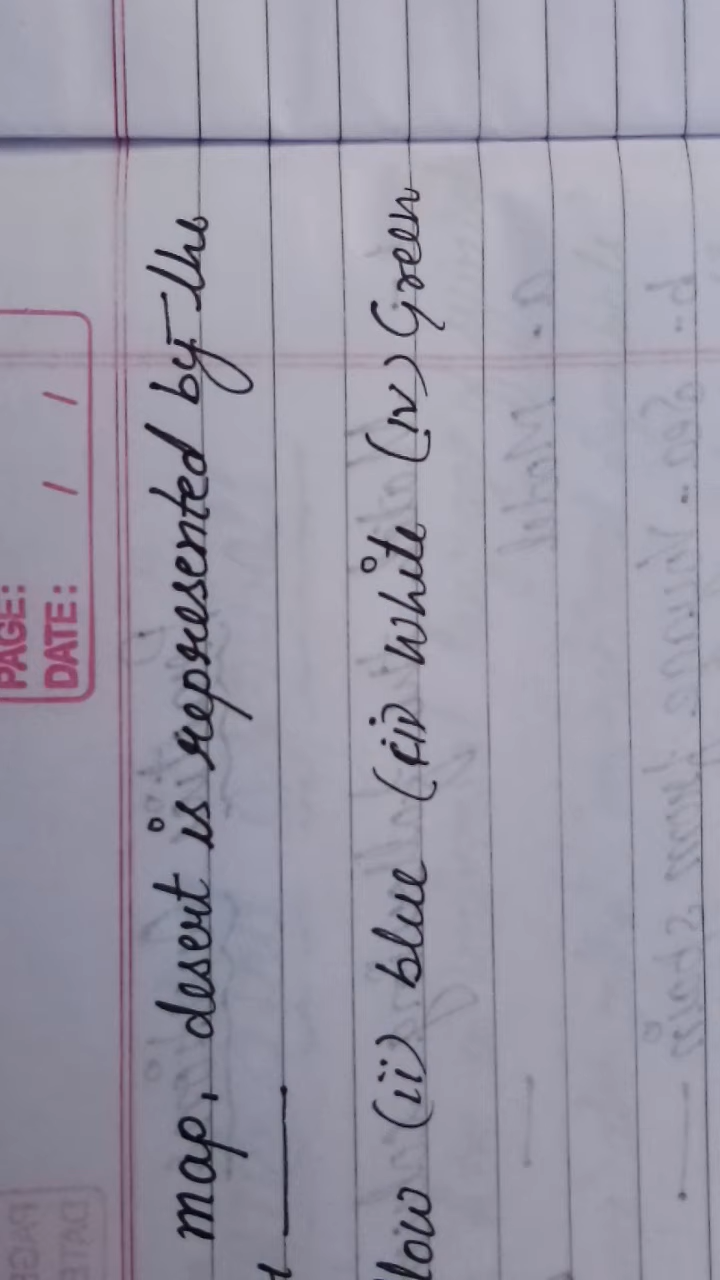 PAGE:
DATE: / /
map, desert is represented by the
low (ii) blue (iii) white (iv) Green